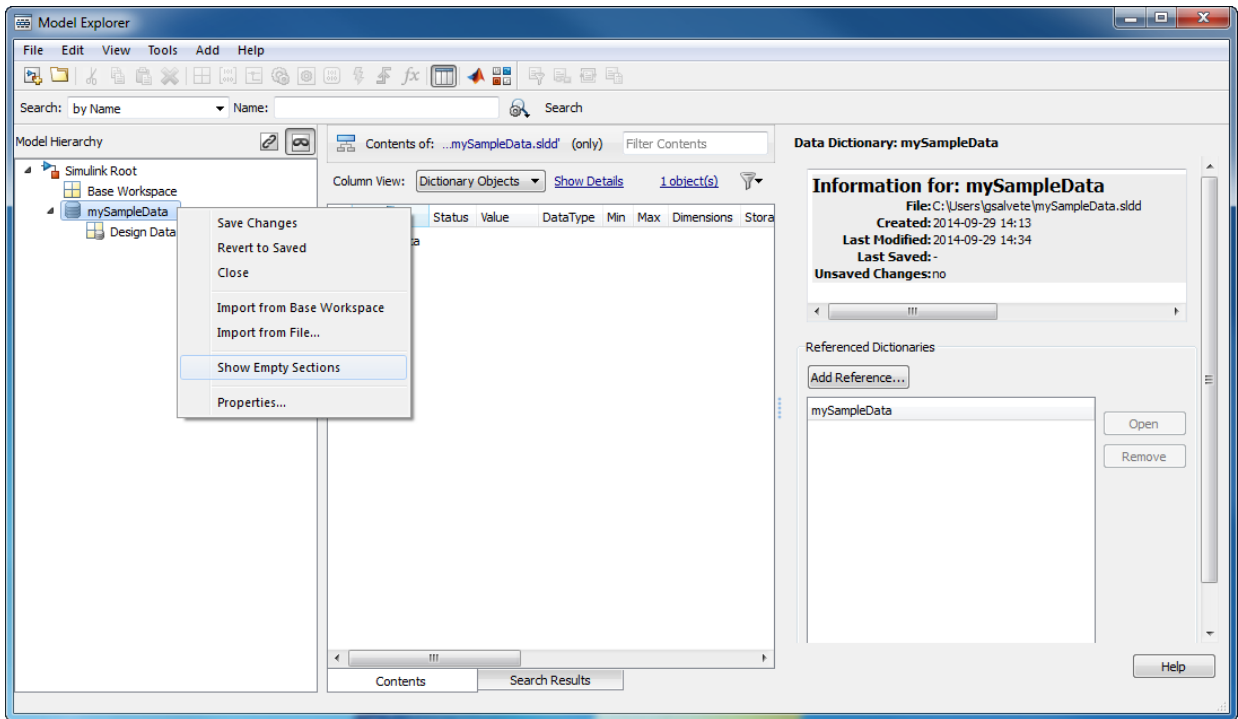 Model Explorer
File Edit View Tools Add Help
fx
Search: by Name Name: Search
Model Hierarchy
Simulink Root
Base Workspace
mySampleData
Design Data
Save Changes
Revert to Saved
Close
Import from Base Workspace
Import from File...
Show Empty Sections
Properties...
Contents of: ...mySampleData.sldd' (only) Filter Contents
Column View: Dictionary Objects Show Details 1 object(s)
Status Value DataType Min Max Dimensions Stora
Contents Search Results
Data Dictionary: mySampleData
Information for: mySampleData
File: C:\Users\gsalvete\mySampleData.sldd
Created: 2014-09-29 14:13
Last Modified: 2014-09-29 14:34
Last Saved: -
Unsaved Changes: no
Referenced Dictionaries
Add Reference...
mySampleData
Open
Remove
Help